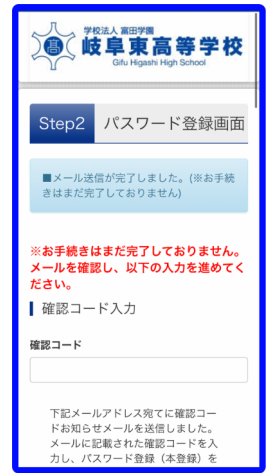 学校法人 富田学園
岐阜東高等学校
Gifu Higashi High School
Step2 パスワード登録画面
■メール送信が完了しました。(※お手続
きはまだ完了しておりません)
※お手続きはまだ完了しておりません。
メールを確認し、以下の入力を進めてく
ださい。
確認コード入力
確認コード
下記メールアドレス宛てに確認コー
ドお知らせメールを送信しました。
メールに記載された確認コードを入
力し、パスワード登録（本登録）を